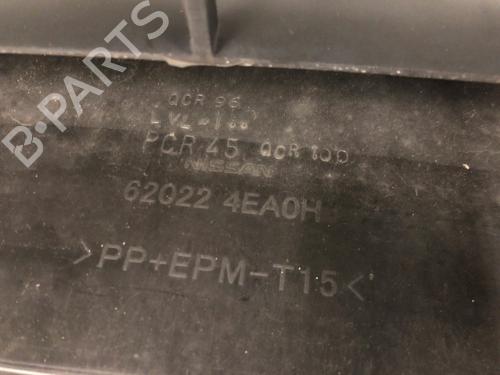 B-PARTS
QCR 96
PCR 45 QCR 100
NISSAN
62022 4EA0H
>PP+EPM-T15<